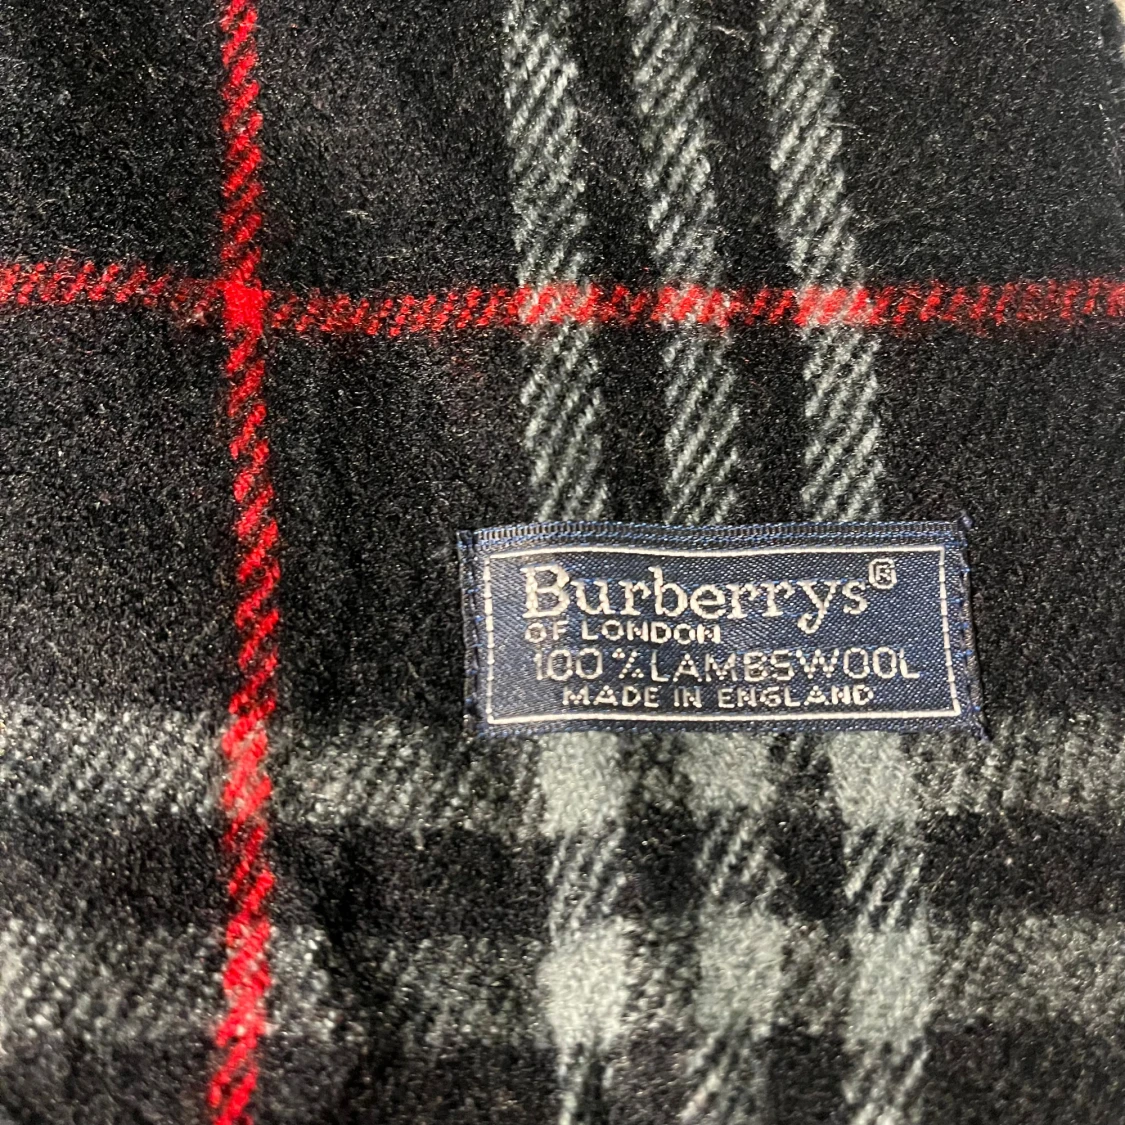 Burberrys®
OF LONDON
100% LAMBSWOOL
MADE IN ENGLAND